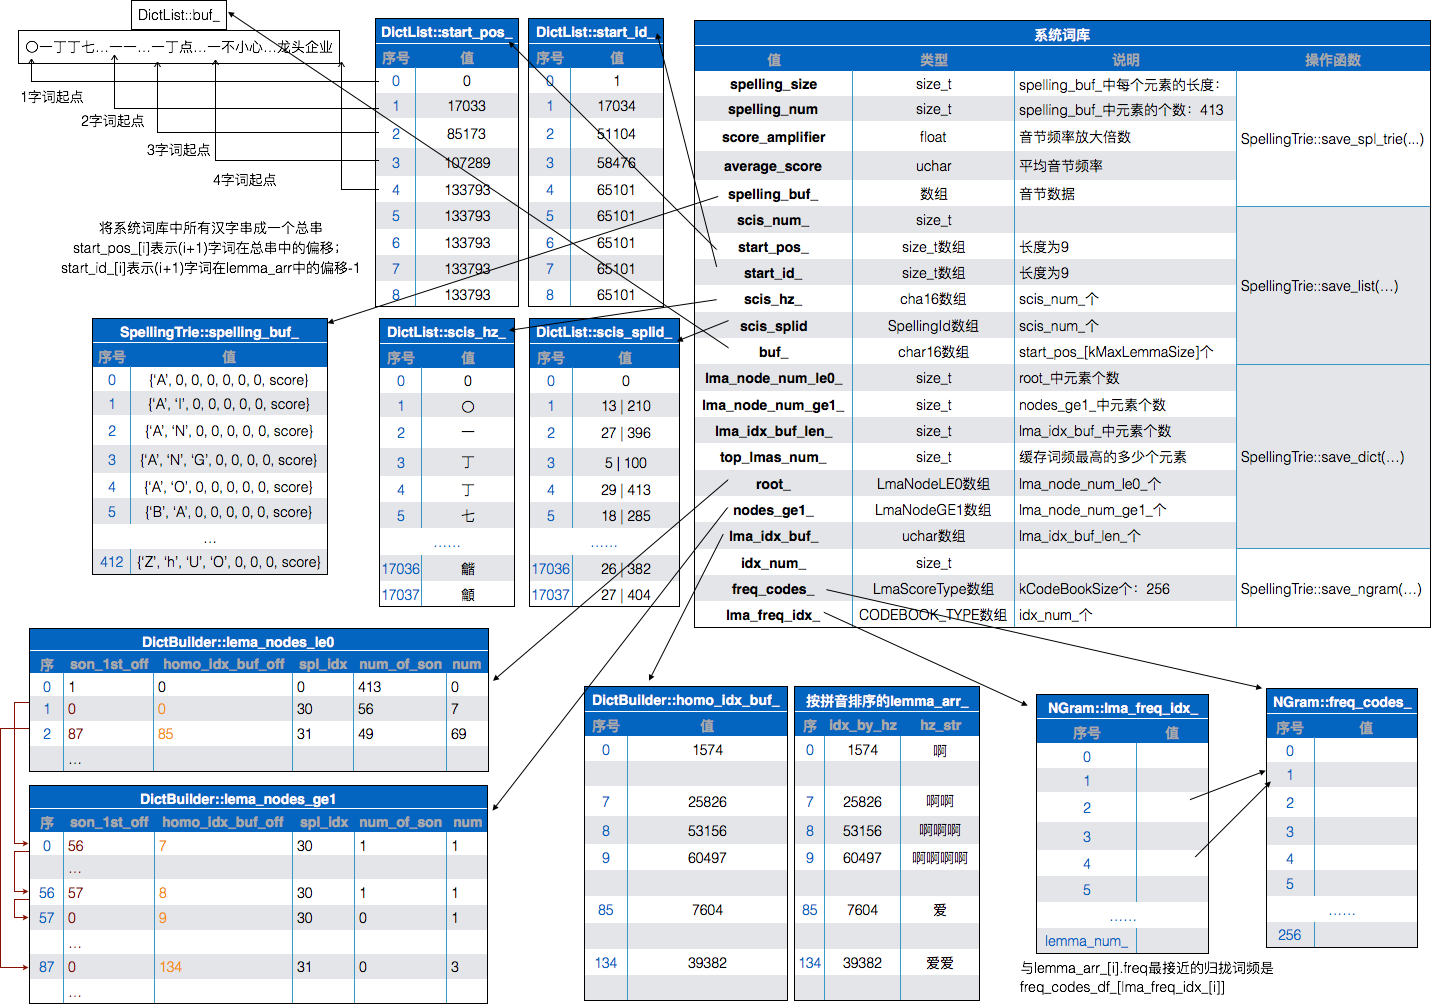 DictList::buf_
〇一丁丁七...一一...一丁点...一不小心...龙头企业
1字词起点
2字词起点
3字词起点
4字词起点
将系统词库中所有汉字串成一个总串
start_pos_[i]表示(i+1)字词在总串中的偏移；
start_id_[i]表示(i+1)字词在lemma_arr中的偏移-1
DictList::start_pos_
序号 值
0 0
1 17033
2 85173
3 107289
4 133793
5 133793
6 133793
7 133793
8 133793
DictList::start_id_
序号 值
0 1
1 17034
2 51104
3 58476
4 65101
5 65101
6 65101
7 65101
8 65101
系统词库
值 类型 说明 操作函数
spelling_size size_t spelling_buf_中每个元素的长度：
spelling_num size_t spelling_buf_中元素的个数：413
score_amplifier float 音节频率放大倍数
average_score uchar 平均音节频率
spelling_buf_ 数组 音节数据
SpellingTrie::save_spl_trie(...)
scis_num_ size_t
start_pos_ size_t数组 长度为9
start_id_ size_t数组 长度为9
scis_hz_ cha16数组 scis_num_个
scis_splid SpellingId数组 scis_num_个
buf_ char16数组 start_pos_[kMaxLemmaSize]个
SpellingTrie::save_list(…)
lma_node_num_le0_ size_t root_中元素个数
lma_node_num_ge1_ size_t nodes_ge1_中元素个数
lma_idx_buf_len_ size_t lma_idx_buf_中元素个数
top_lmas_num_ size_t 缓存词频最高的多少个元素
root_ LmaNodeLE0数组 lma_node_num_le0_个
nodes_ge1_ LmaNodeGE1数组 lma_node_num_ge1_个
lma_idx_buf_ uchar数组 lma_idx_buf_len_个
SpellingTrie::save_dict(…)
idx_num_ size_t
freq_codes_ LmaScoreType数组 kCodeBookSize个：256
lma_freq_idx_ CODEBOOK_TYPE数组 idx_num_个
SpellingTrie::save_ngram(…)
SpellingTrie::spelling_buf_
序号 值
0 {‘A’, 0, 0, 0, 0, 0, 0, score}
1 {‘A’, ‘I’, 0, 0, 0, 0, 0, score}
2 {‘A’, ‘N’, 0, 0, 0, 0, 0, score}
3 {‘A’, ‘N’, ‘G’, 0, 0, 0, 0, score}
4 {‘A’, ‘O’, 0, 0, 0, 0, 0, score}
5 {‘B’, ‘A’, 0, 0, 0, 0, 0, score}
...
412 {‘Z’, ‘h’, ‘U’, ‘O’, 0, 0, 0, score}
DictList::scis_hz_
序号 值
0 0
1 〇
2 一
3 丁
4 丁
5 七
......
17036
17037
DictList::scis_splid_
序号 值
0 0
1 13 | 210
2 27 | 396
3 5 | 100
4 29 | 413
5 18 | 285
......
17036 26 | 382
17037 27 | 404
DictBuilder::lema_nodes_le0
序 son_1st_off homo_idx_buf_off spl_idx num_of_son num
0 1 0 0 413 0
1 0 0 30 56 7
2 87 85 31 49 69
...
DictBuilder::lema_nodes_ge1
序 son_1st_off homo_idx_buf_off spl_idx num_of_son num
0 56 7 30 1 1
...
56 57 8 30 1 1
57 0 9 30 0 1
...
87 0 134 31 0 3
...
DictBuilder::homo_idx_buf_
序号 值
0 1574
7 25826
8 53156
9 60497
85 7604
134 39382
按拼音排序的lemma_arr_
序 idx_by_hz hz_str
0 1574 啊
7 25826 啊啊
8 53156 啊啊啊
9 60497 啊啊啊啊
85 7604 爱
134 39382 爱爱
NGram::lma_freq_idx_
序号 值
0
1
2
3
4
5
......
lemma_num_
NGram::freq_codes_
序号 值
0
1
2
3
4
5
......
256
与lemma_arr_[i].freq最接近的归拢词频是
freq_codes_df_[lma_freq_idx_[i]]